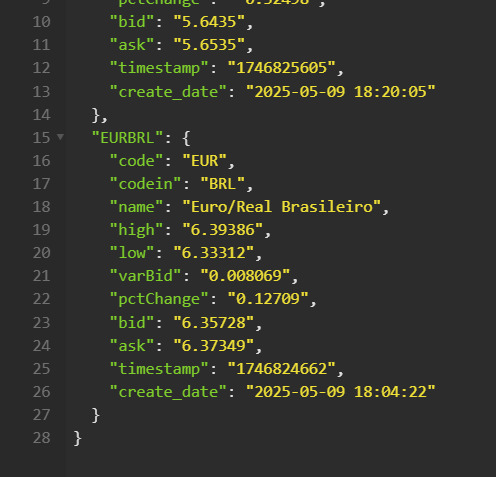 9 "pctChange": "0.32498",
10 "bid": "5.6435",
11 "ask": "5.6535",
12 "timestamp": "1746825605",
13 "create_date": "2025-05-09 18:20:05"
14 },
15 "EURBRL": {
16 "code": "EUR",
17 "codein": "BRL",
18 "name": "Euro/Real Brasileiro",
19 "high": "6.39386",
20 "low": "6.33312",
21 "varBid": "0.008069",
22 "pctChange": "0.12709",
23 "bid": "6.35728",
24 "ask": "6.37349",
25 "timestamp": "1746824662",
26 "create_date": "2025-05-09 18:04:22"
27 }
28 }